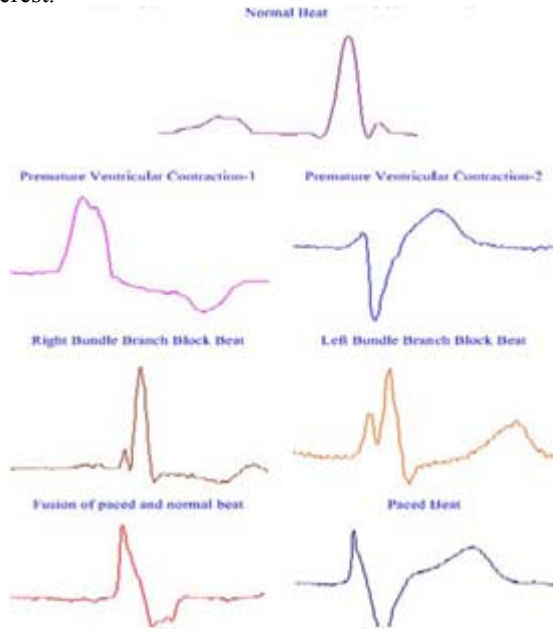 erest.
Normal Beat
Premature Ventricular Contraction-1
Premature Ventricular Contraction-2
Right Bundle Branch Block Beat
Left Bundle Branch Block Beat
Fusion of paced and normal beat
Paced Beat